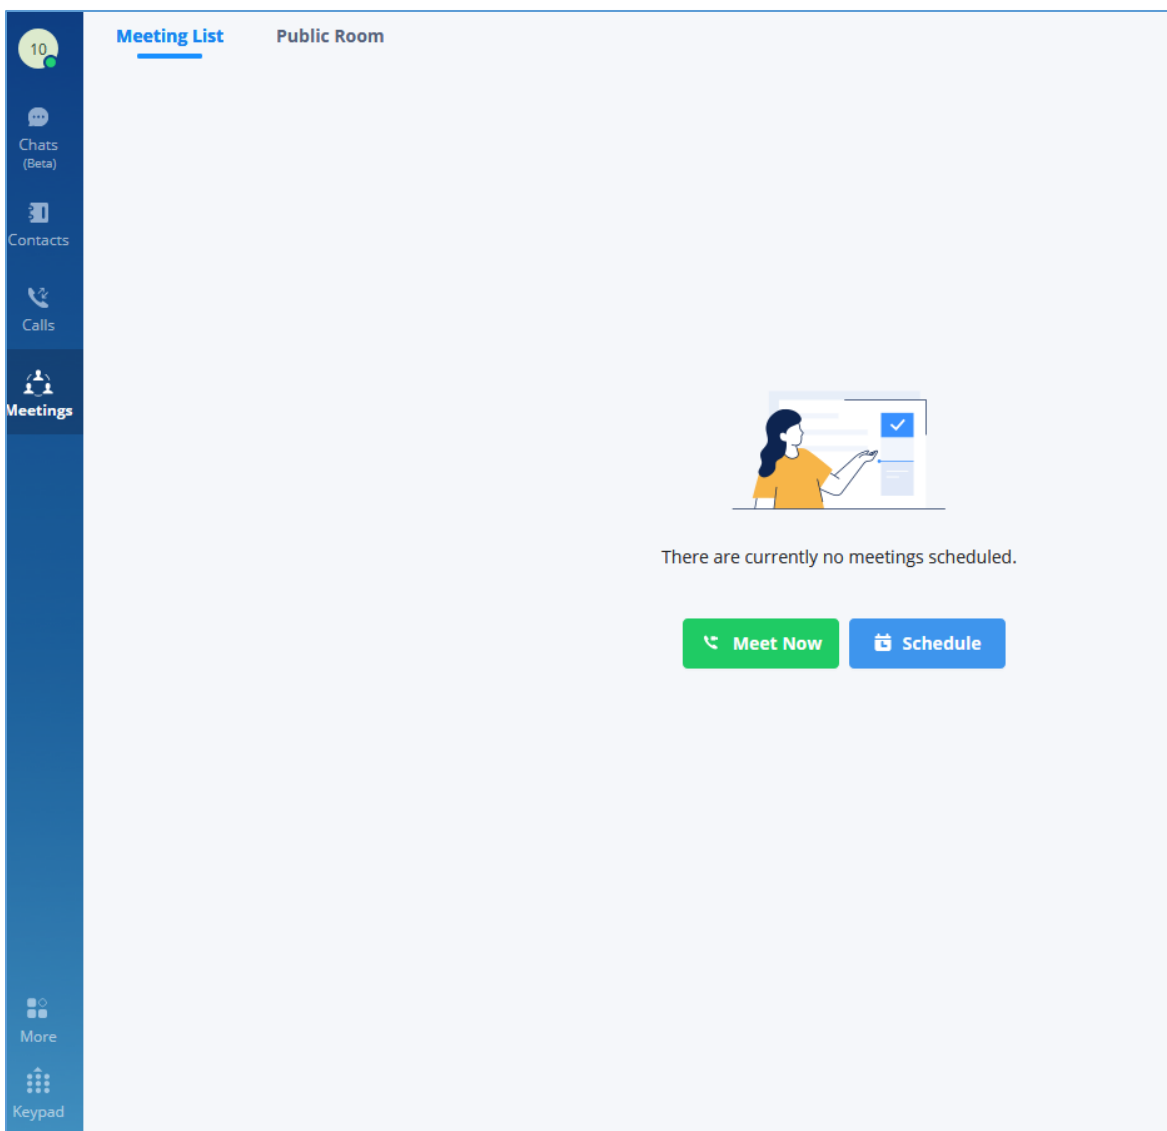 10
Meeting List
Public Room
Chats
(Beta)
Contacts
Calls
Meetings
There are currently no meetings scheduled.
Meet Now
Schedule
More
Keypad